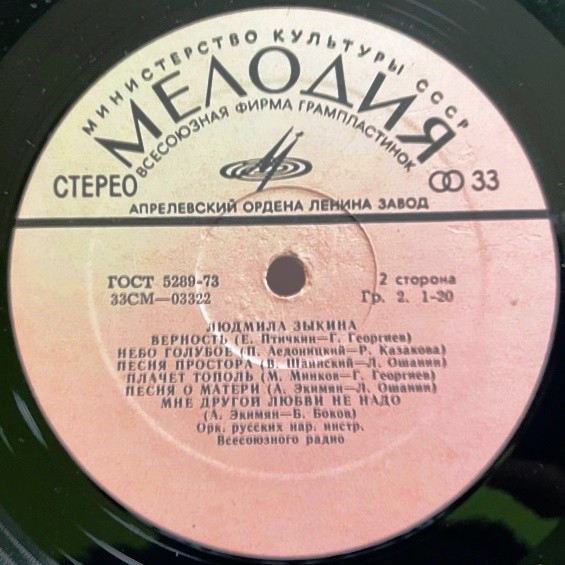 МИНИСТЕРСТВО КУЛЬТУРЫ СССР
МЕЛОДИЯ
ВСЕСОЮЗНАЯ ФИРМА ГРАМПЛАСТИНОК
СТЕРЕО
33
АПРЕЛЕВСКИЙ ОРДЕНА ЛЕНИНА ЗАВОД
ГОСТ 5289-73
2 сторона
33СМ—03322
Гр. 2. 1-20
ЛЮДМИЛА ЗЫКИНА
ВЕРНОСТЬ (Е. Птичкин—Г. Георгиев)
НЕБО ГОЛУБОЕ (П. Аедоницкий—Р. Казакова)
ПЕСНЯ ПРОСТОРА (В. Шаинский—Л. Ошанин)
ПЛАЧЕТ ТОПОЛЬ (М. Минков—Г. Георгиев)
ПЕСНЯ О МАТЕРИ (А. Экимян—Л. Ошанин)
МНЕ ДРУГОЙ ЛЮБВИ НЕ НАДО
(А. Экимян—Б. Боков)
Орк. русских нар. инстр.
Всесоюзного радио